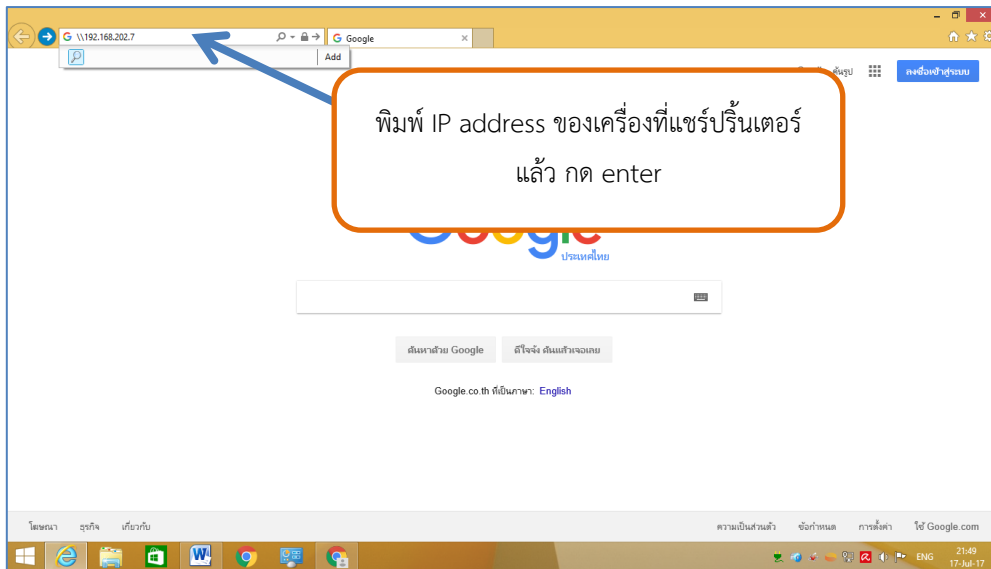 \\192.168.202.7
Google
Add
ค้นรูป
ลงชื่อเข้าสู่ระบบ
พิมพ์ IP address ของเครื่องที่แชร์ปริ้นเตอร์
แล้ว กด enter
Google
ประเทศไทย
ค้นหาด้วย Google
ดีใจจัง ค้นแล้วเจอเลย
Google.co.th ที่เป็นภาษา: English
โฆษณา ธุรกิจ เกี่ยวกับ
ความเป็นส่วนตัว ข้อกำหนด การตั้งค่า ใช้ Google.com
ENG
21:49
17-Jul-17